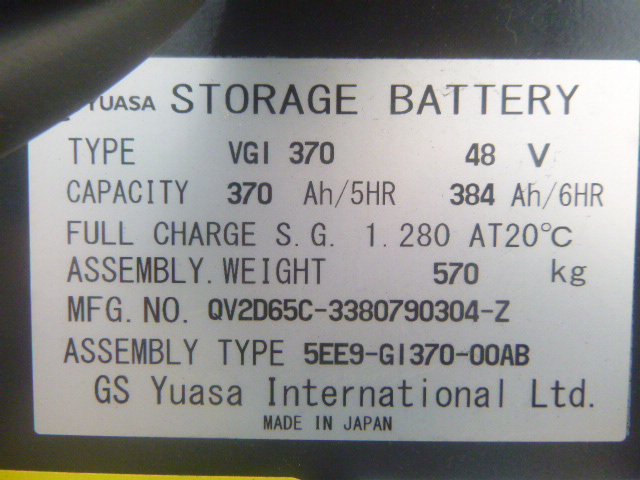 YUASA STORAGE BATTERY
TYPE VGI 370 48 V
CAPACITY 370 Ah/5HR 384 Ah/6HR
FULL CHARGE S.G. 1.280 AT20℃
ASSEMBLY.WEIGHT 570 kg
MFG.NO. QV2D65C-3380790304-Z
ASSEMBLY TYPE 5EE9-GI370-00AB
GS Yuasa International Ltd.
MADE IN JAPAN